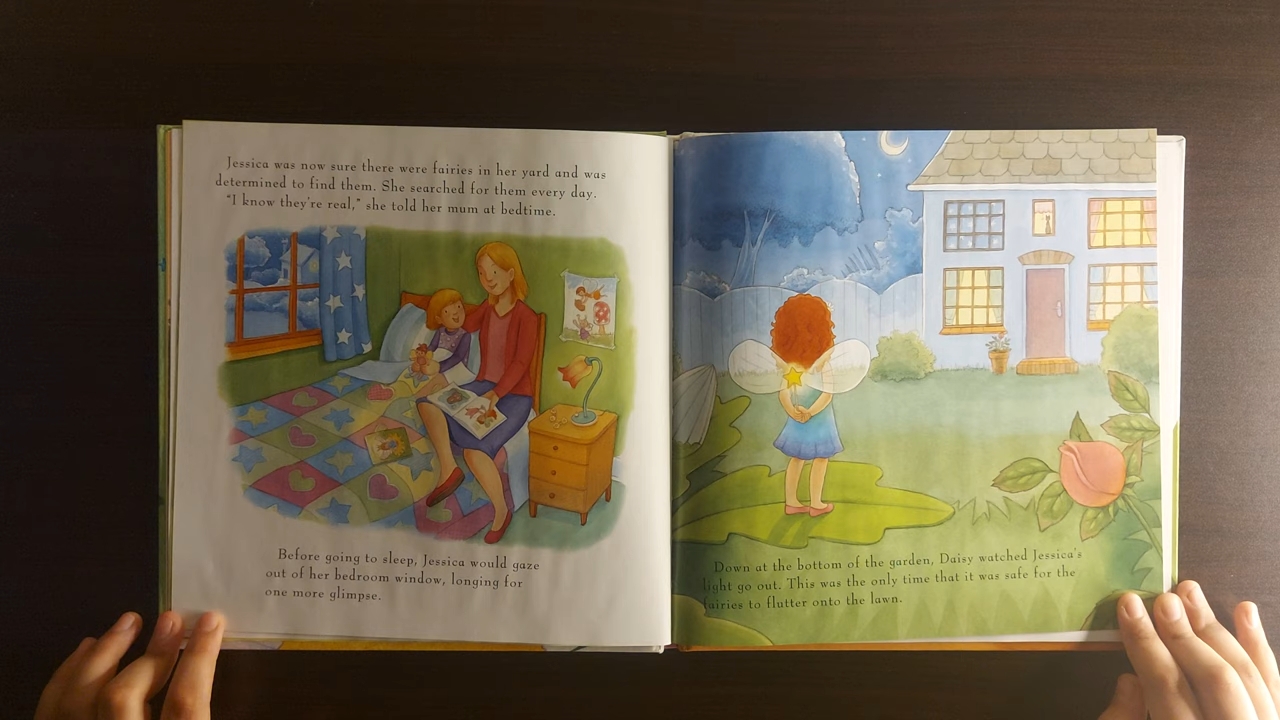 Jessica was now sure there were fairies in her yard and was
determined to find them. She searched for them every day.
"I know they're real," she told her mum at bedtime.
Before going to sleep, Jessica would gaze
out of her bedroom window, longing for
one more glimpse.
Down at the bottom of the garden, Daisy watched Jessica's
light go out. This was the only time that it was safe for the
fairies to flutter onto the lawn.